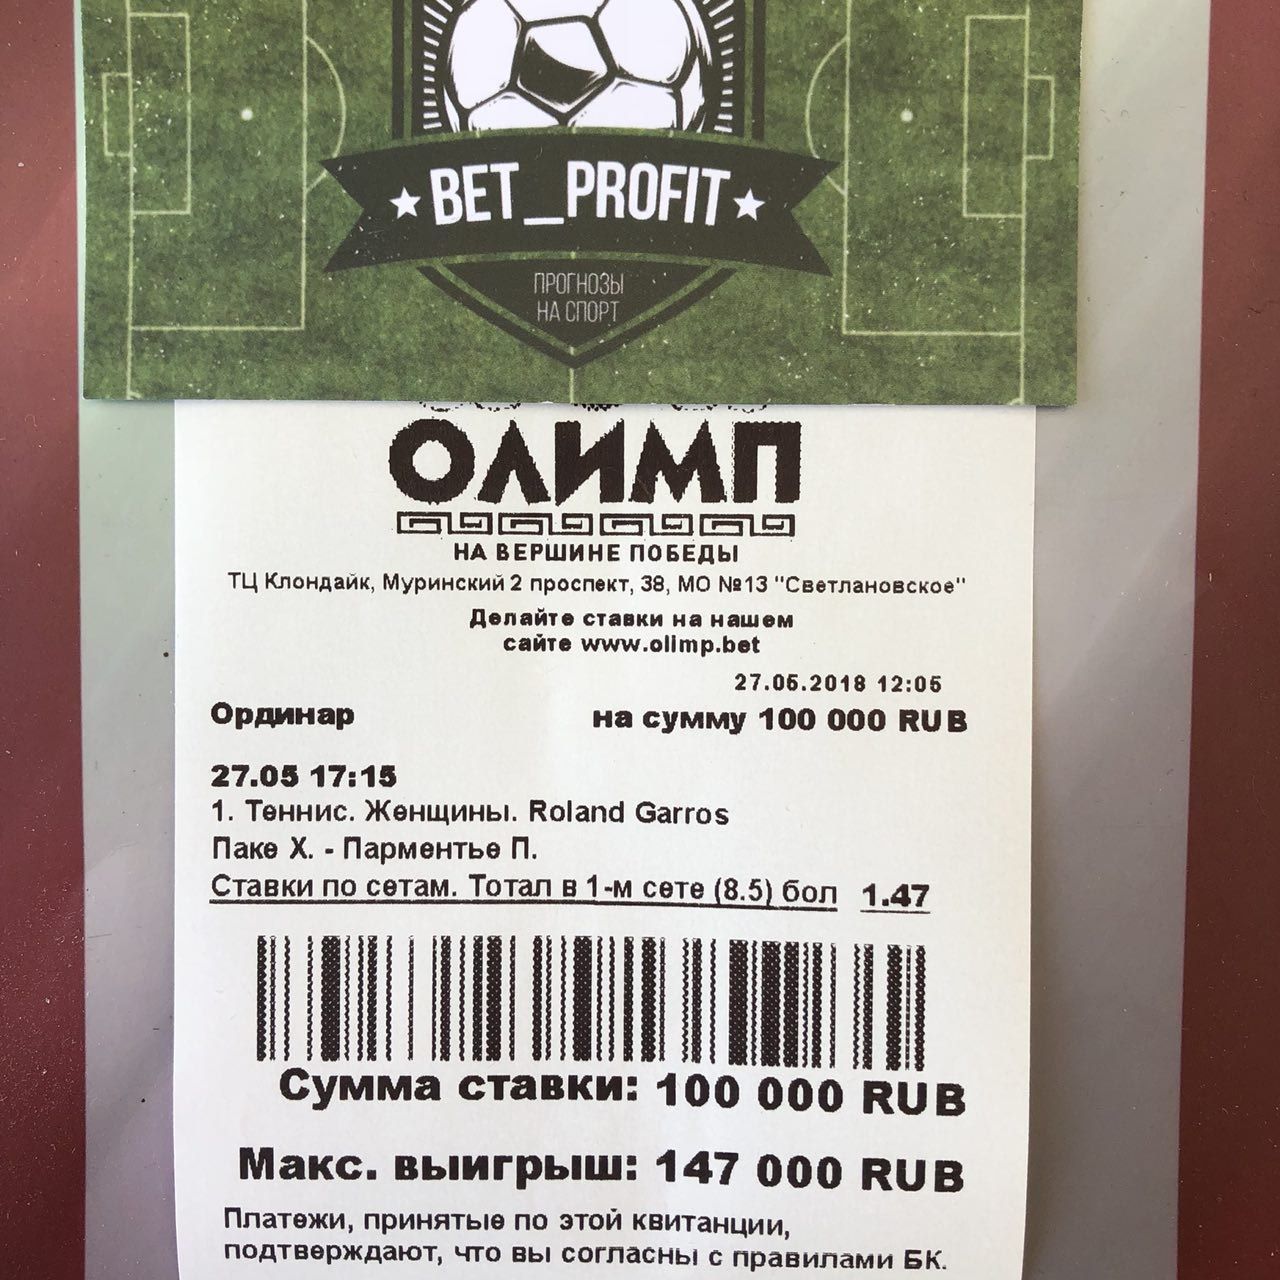 BET_PROFIT
ПРОГНОЗЫ
НА СПОРТ
ОЛИМП
НА ВЕРШИНЕ ПОБЕДЫ
ТЦ Клондайк, Муринский 2 проспект, 38, МО №13 "Светлановское"
Делайте ставки на нашем
сайте www.olimp.bet
27.05.2018 12:05
Ординар на сумму 100 000 RUB
27.05 17:15
1. Теннис. Женщины. Roland Garros
Паке Х. - Парментье П.
Ставки по сетам. Тотал в 1-м сете (8.5) бол 1.47
Сумма ставки: 100 000 RUB
Макс. выигрыш: 147 000 RUB
Платежи, принятые по этой квитанции,
подтверждают, что вы согласны с правилами БК.